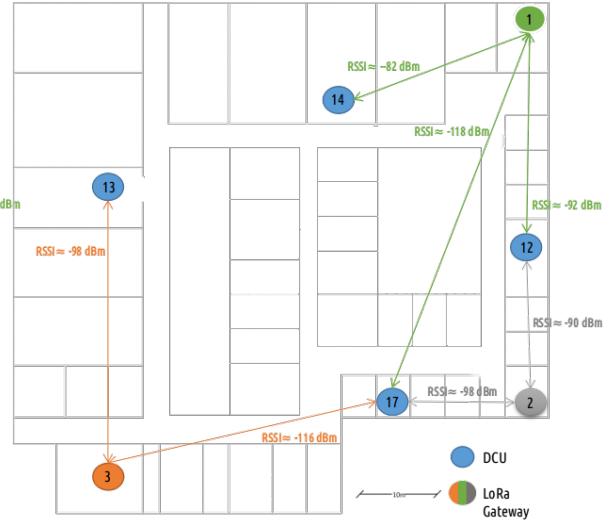 1
RSSI ≈ −82 dBm
14
RSSI ≈ -118 dBm
13
dBm
RSSI ≈ -92 dBm
12
RSSI ≈ -98 dBm
RSSI ≈ -90 dBm
RSSI ≈ -98 dBm
17
2
RSSI ≈ -116 dBm
3
DCU
10m
LoRa
Gateway